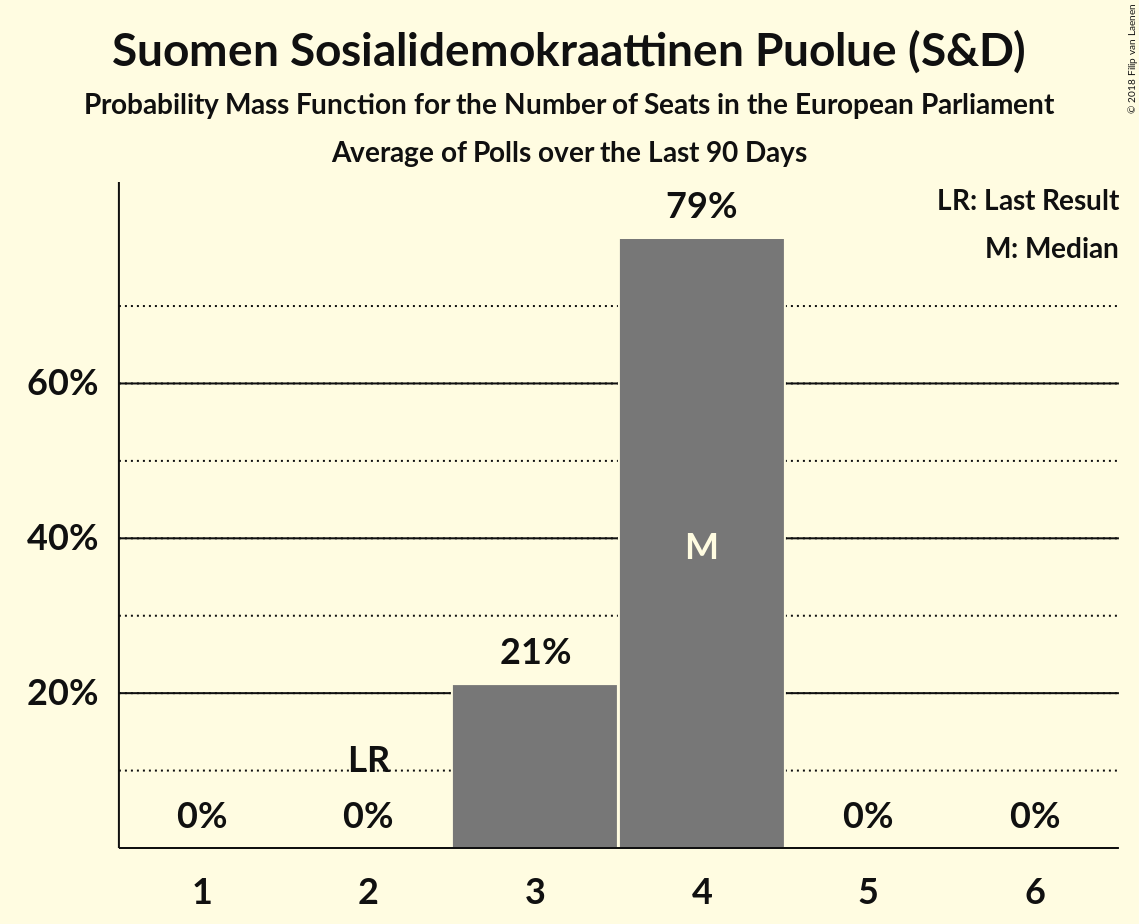 Suomen Sosialidemokraattinen Puolue (S&D)
Probability Mass Function for the Number of Seats in the European Parliament
Average of Polls over the Last 90 Days
© 2018 Filip van Laenen
LR: Last Result
M: Median
79%
60%
40%
M
21%
20%
LR
0%
0%
0%
0%
1
2
3
4
5
6